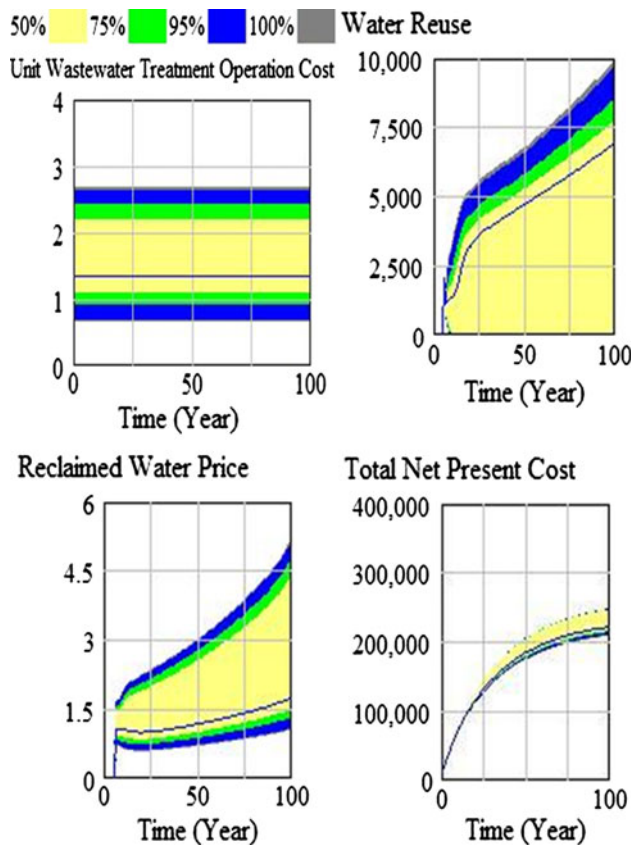 50% 75% 95% 100% Water Reuse
Unit Wastewater Treatment Operation Cost
4
3
2
1
0
0 50 100
Time (Year)
10,000
7,500
5,000
2,500
0
0 50 100
Time (Year)
Reclaimed Water Price
6
4.5
3
1.5
0
0 50 100
Time (Year)
Total Net Present Cost
400,000
300,000
200,000
100,000
0
0 100
Time (Year)